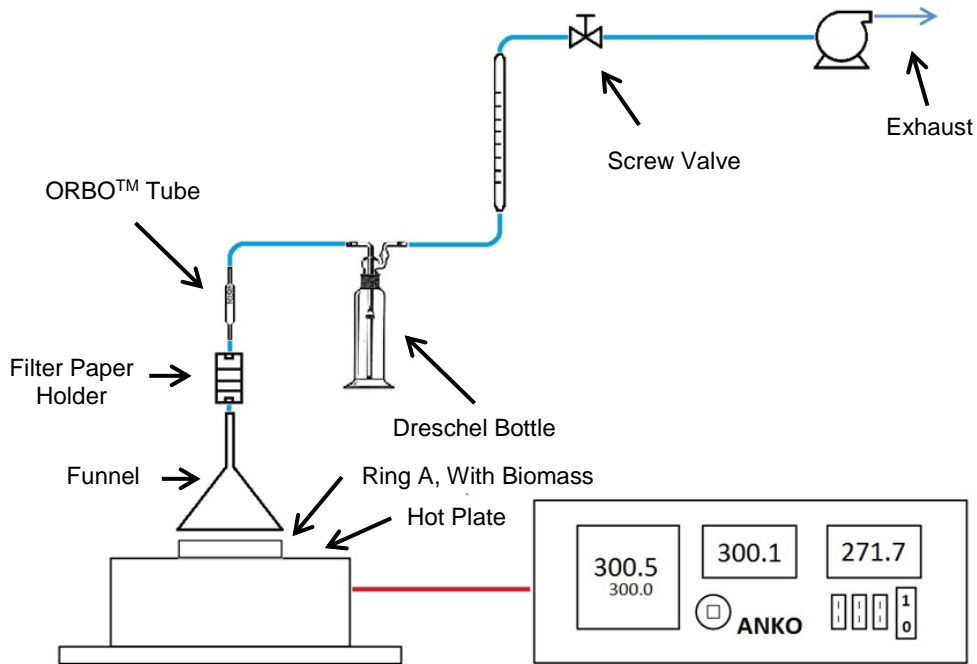 Exhaust
Screw Valve
ORBO™ Tube
Filter Paper
Holder
Dreschel Bottle
Funnel
Ring A, With Biomass
Hot Plate
300.5
300.0
300.1
271.7
ANKO
1
0